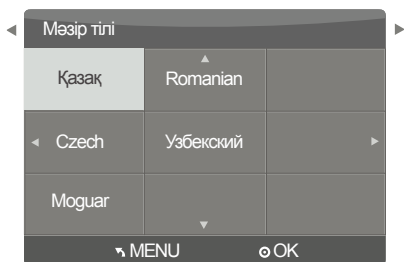 Мәзір тілі
Қазақ Romanian
Czech Узбекский
Moguar
MENU OK